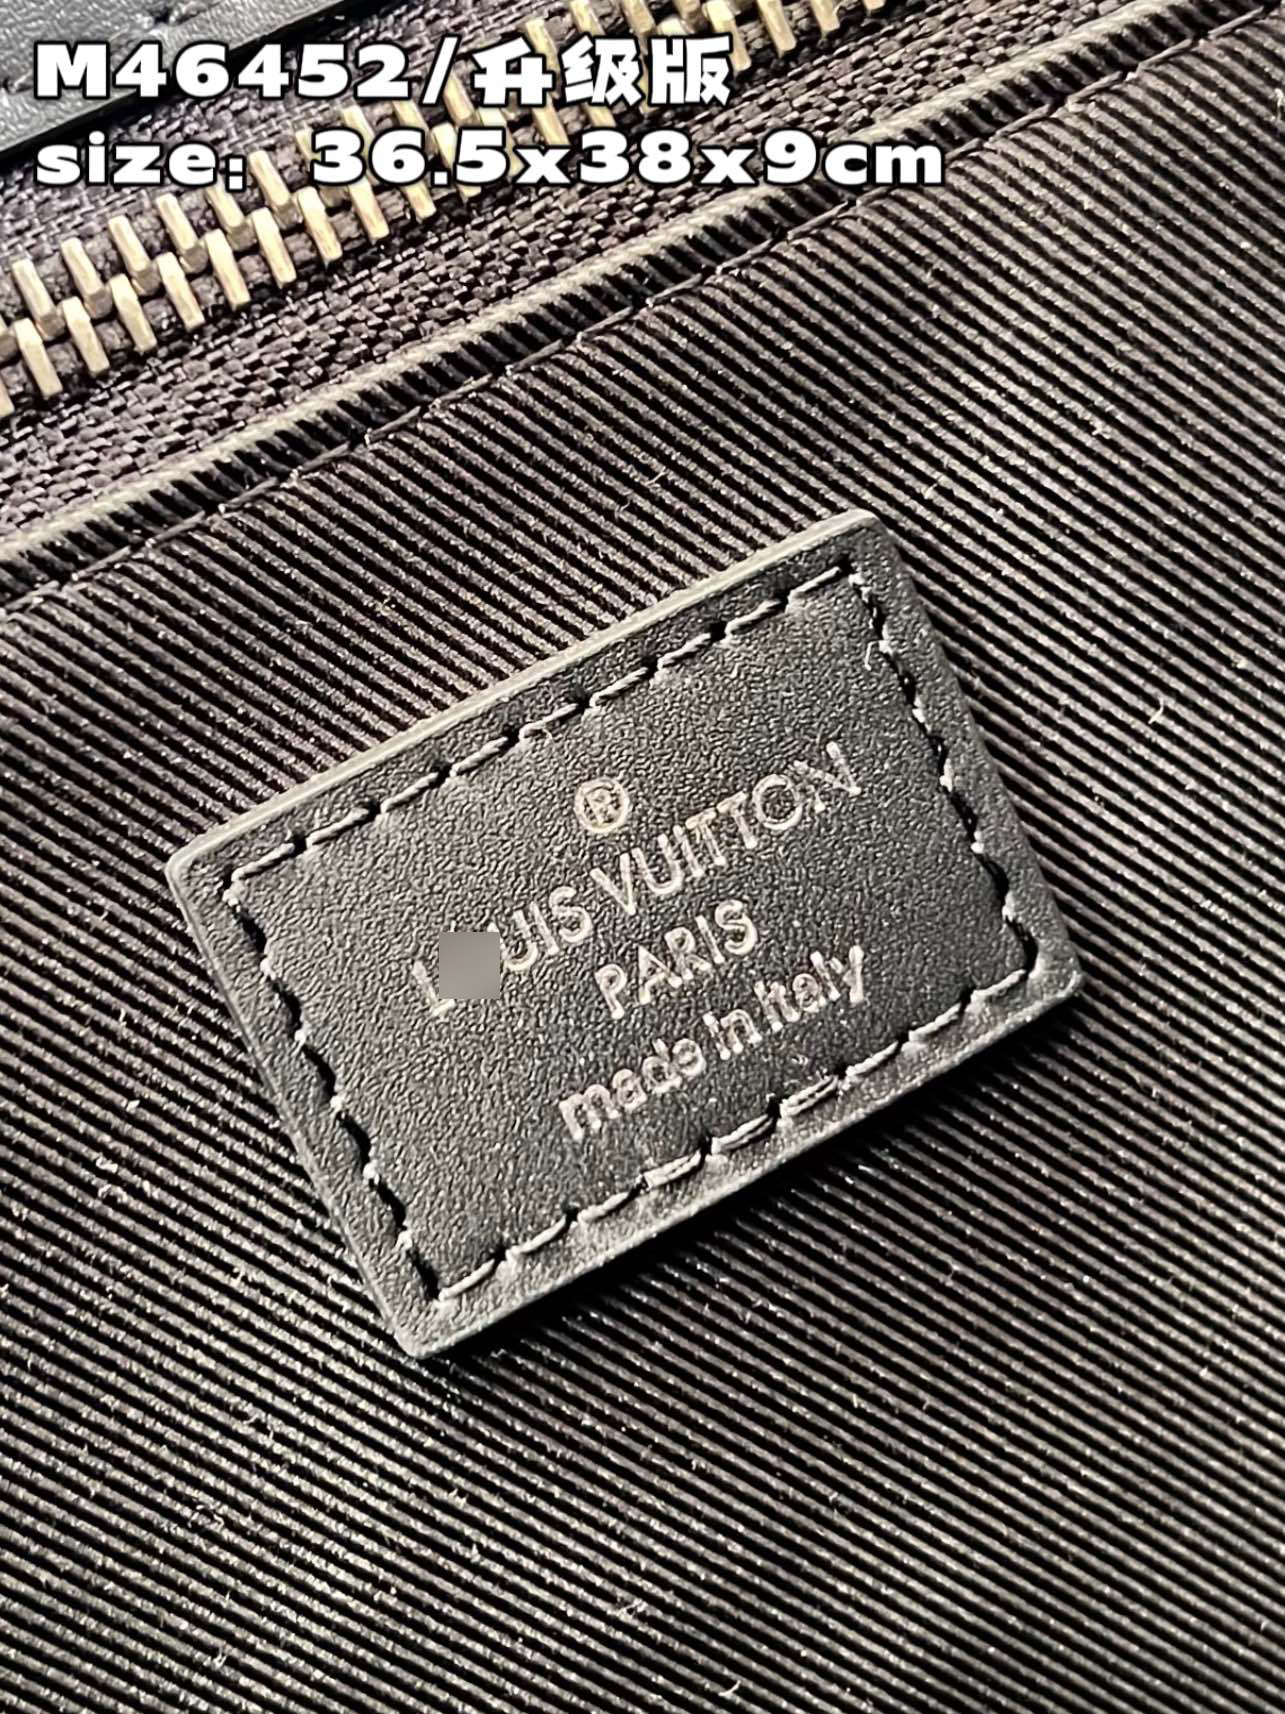 M46452/升级版
size: 36.5x38x9cm
®
LOUIS VUITTON
PARIS
made in italy